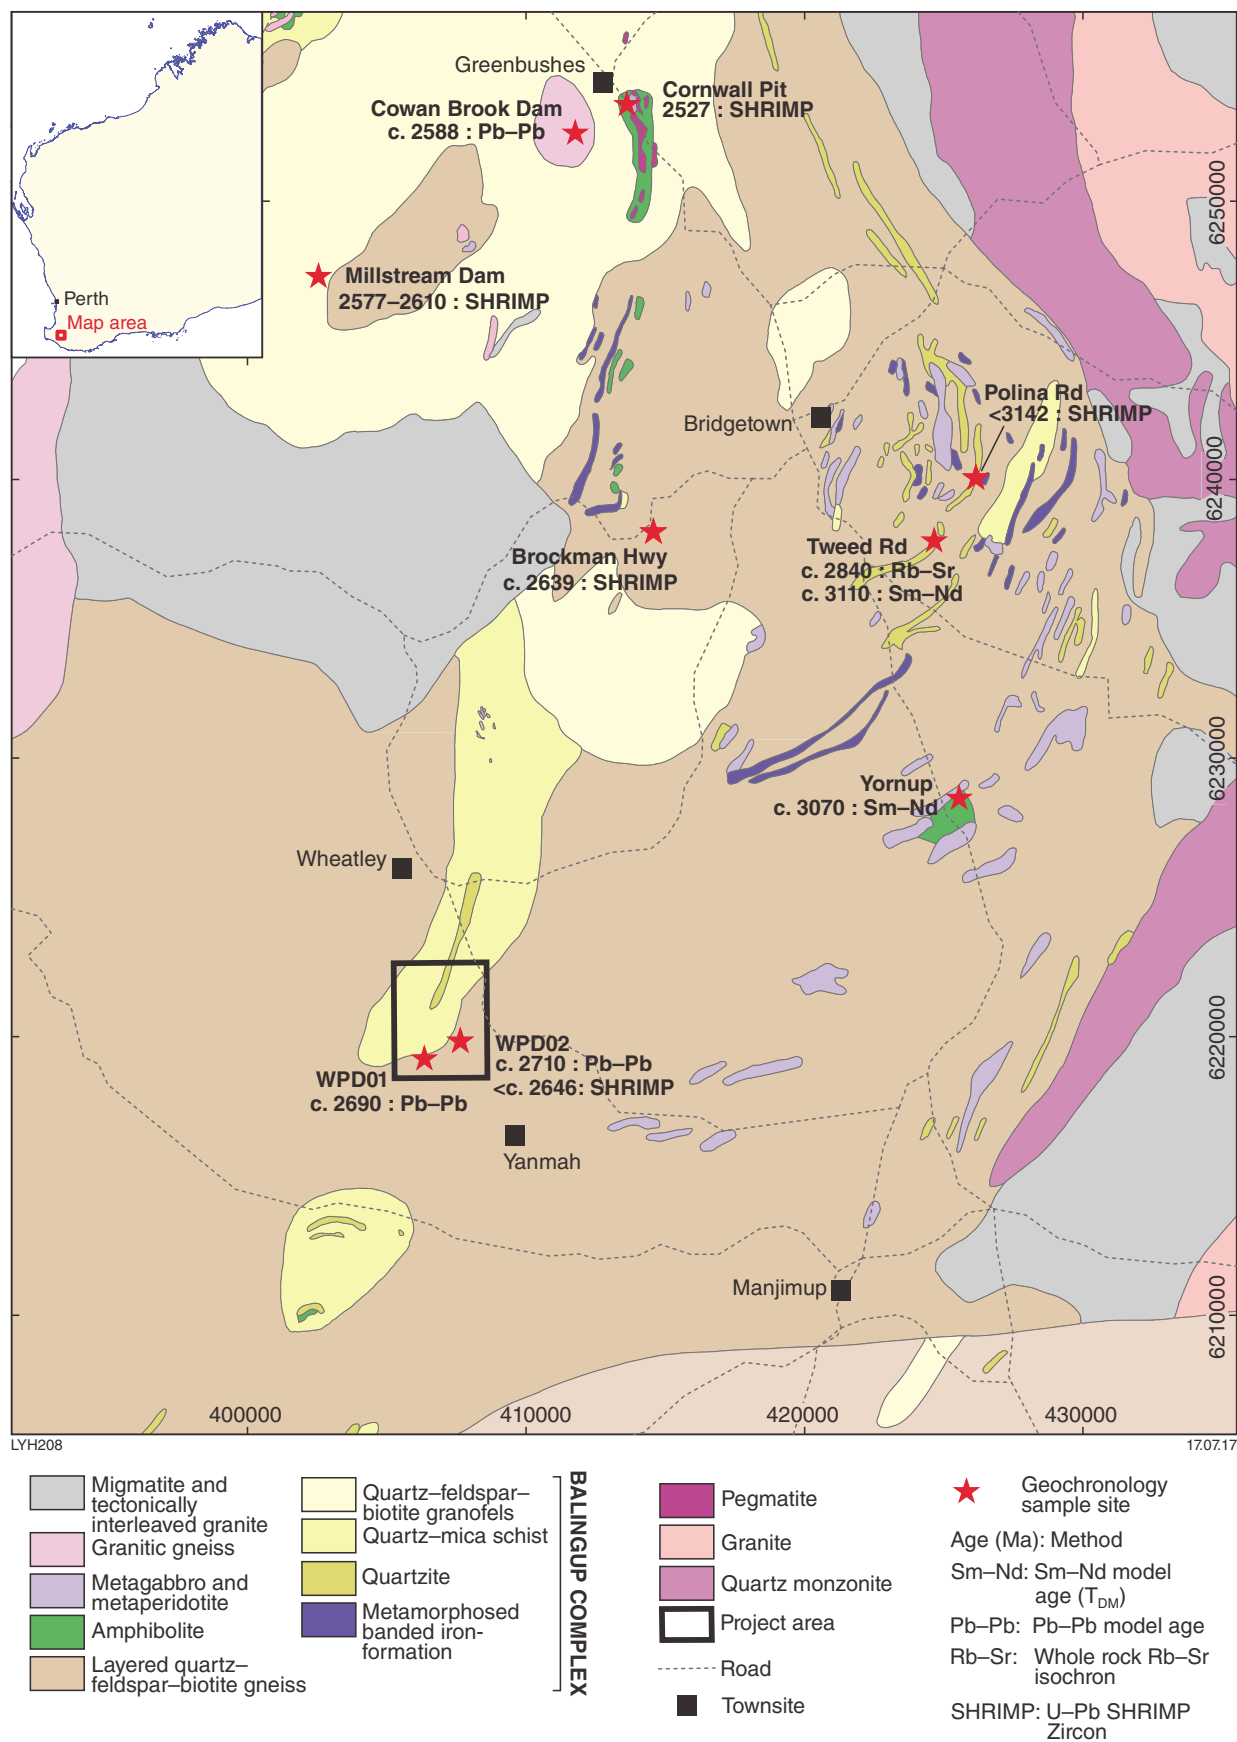 Greenbushes
Cornwall Pit
2527 : SHRIMP
Cowan Brook Dam
c. 2588 : Pb–Pb
6250000
Millstream Dam
2577–2610 : SHRIMP
Perth
Map area
Polina Rd
<3142 : SHRIMP
Bridgetown
6240000
Brockman Hwy
c. 2639 : SHRIMP
Tweed Rd
c. 2840 : Rb–Sr
c. 3110 : Sm–Nd
6230000
Yornup
c. 3070 : Sm–Nd
Wheatley
6220000
WPD02
c. 2710 : Pb–Pb
<c. 2646: SHRIMP
WPD01
c. 2690 : Pb–Pb
Yanmah
Manjimup
6210000
400000
410000
420000
430000
LYH208
17.07.17
Migmatite and
tectonically
interleaved granite
Granitic gneiss
Metagabbro and
metaperidotite
Amphibolite
Layered quartz–
feldspar–biotite gneiss
Quartz–feldspar–
biotite granofels
Quartz–mica schist
Quartzite
Metamorphosed
banded iron-
formation
BALINGUP COMPLEX
Pegmatite
Granite
Quartz monzonite
Project area
Road
Townsite
Geochronology
sample site
Age (Ma): Method
Sm–Nd: Sm–Nd model
age (TDM)
Pb–Pb: Pb–Pb model age
Rb–Sr: Whole rock Rb–Sr
isochron
SHRIMP: U–Pb SHRIMP
Zircon